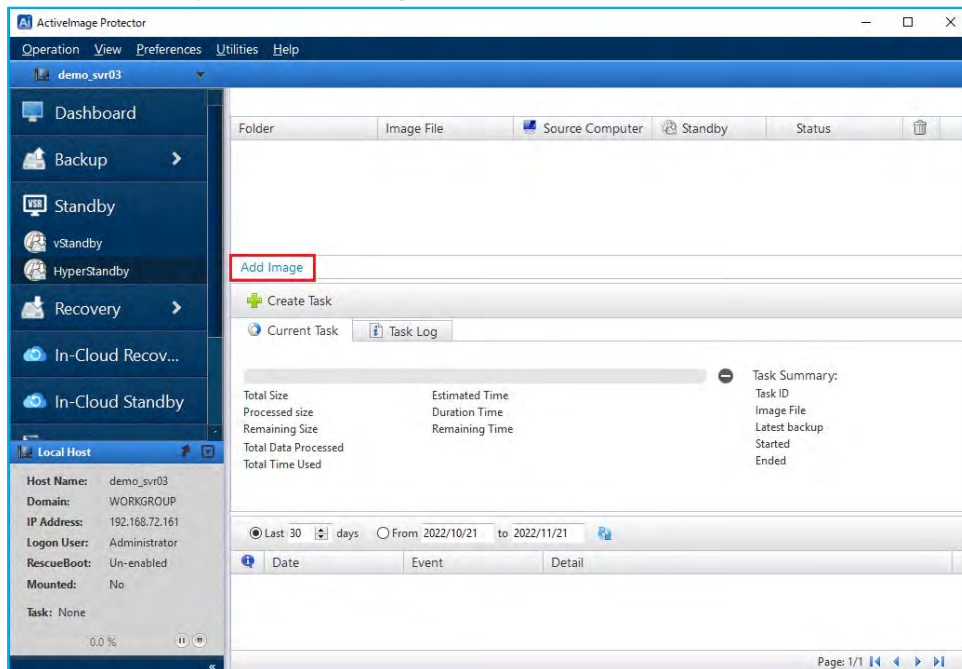 Ai ActiveImage Protector
Operation View Preferences Utilities Help
demo_svr03
Dashboard
Backup
VSR Standby
vStandby
HyperStandby
Recovery
In-Cloud Recov...
In-Cloud Standby
Local Host
Host Name: demo_svr03
Domain: WORKGROUP
IP Address: 192.168.72.161
Logon User: Administrator
RescueBoot: Un-enabled
Mounted: No
Task: None
0.0 %
Folder Image File Source Computer Standby Status
Add Image
Create Task
Current Task Task Log
Total Size Estimated Time
Processed size Duration Time
Remaining Size Remaining Time
Total Data Processed
Total Time Used
Task Summary:
Task ID
Image File
Latest backup
Started
Ended
Last 30 days From 2022/10/21 to 2022/11/21
Date Event Detail
Page: 1/1